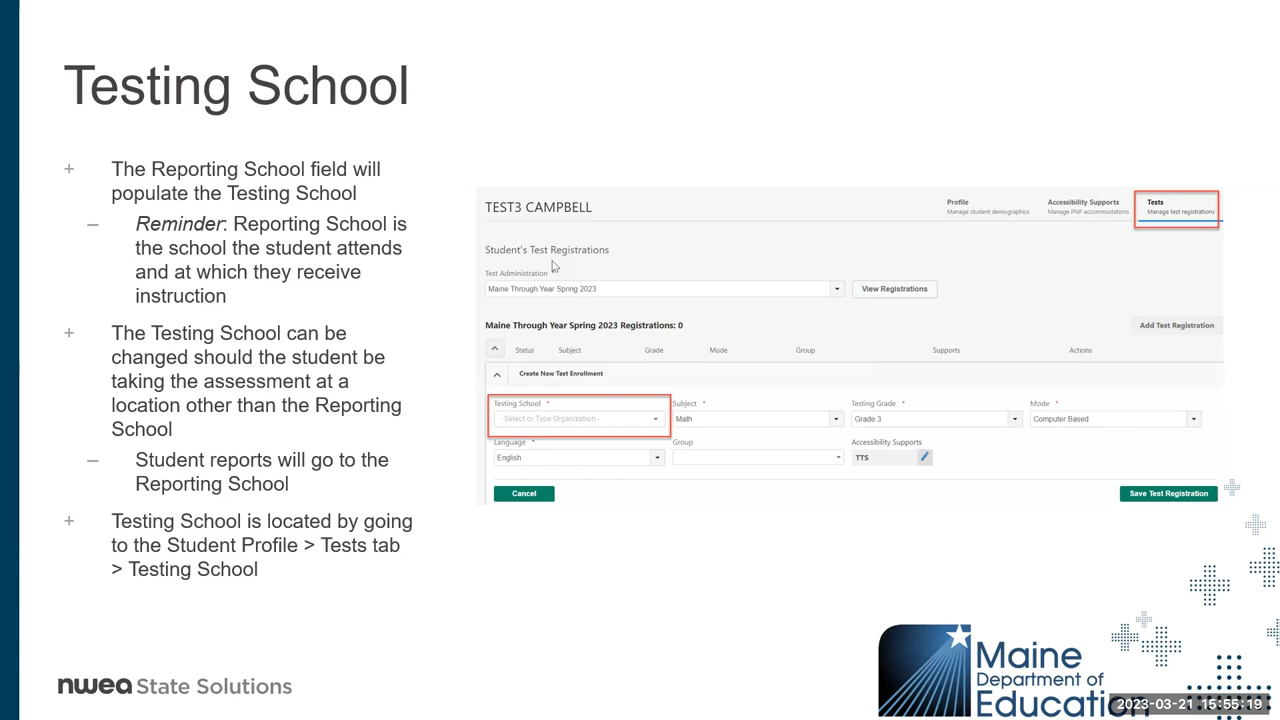 Testing School
+ The Reporting School field will
populate the Testing School
– Reminder: Reporting School is
the school the student attends
and at which they receive
instruction
+ The Testing School can be
changed should the student be
taking the assessment at a
location other than the Reporting
School
– Student reports will go to the
Reporting School
+ Testing School is located by going
to the Student Profile > Tests tab
> Testing School
TEST3 CAMPBELL
Profile
Manage student demographics
Accessibility Supports
Manage PNP accommodations
Tests
Manage test registrations
Student's Test Registrations
Test Administration
Maine Through Year Spring 2023
View Registrations
Maine Through Year Spring 2023 Registrations: 0
Add Test Registration
Status Subject Grade Mode Group Supports Actions
Create New Test Enrollment
Testing School * Subject * Testing Grade * Mode *
- Select or Type Organization - Math Grade 3 Computer Based
Language * Group Accessibility Supports
English TTS
Cancel Save Test Registration
nwea State Solutions
Maine
Department of
Education
2023-03-21 15:55:19